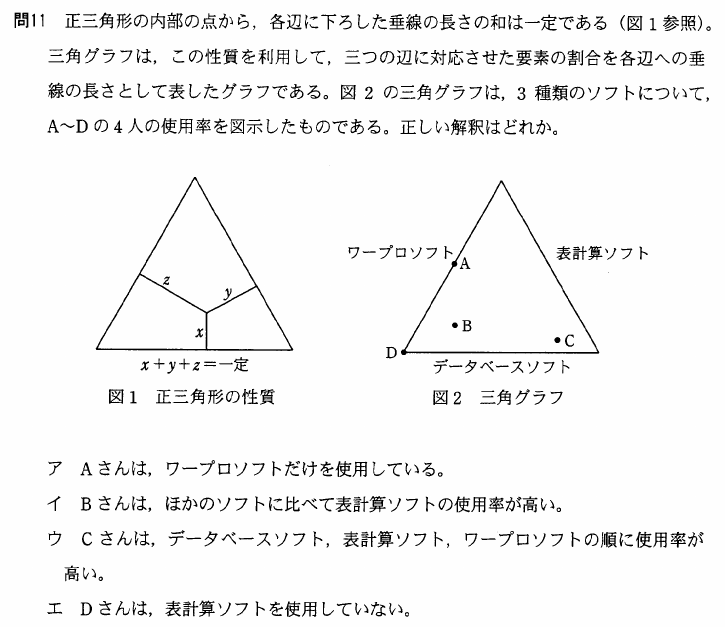 問11 正三角形の内部の点から，各辺に下ろした垂線の長さの和は一定である（図1参照）。
三角グラフは，この性質を利用して，三つの辺に対応させた要素の割合を各辺への垂
線の長さとして表したグラフである。図2の三角グラフは，3種類のソフトについて，
A～Dの4人の使用率を図示したものである。正しい解釈はどれか。
z
y
x
x＋y＋z＝一定
図1 正三角形の性質
ワープロソフト
A
表計算ソフト
B
C
D
データベースソフト
図2 三角グラフ
ア Aさんは，ワープロソフトだけを使用している。
イ Bさんは，ほかのソフトに比べて表計算ソフトの使用率が高い。
ウ Cさんは，データベースソフト，表計算ソフト，ワープロソフトの順に使用率が
高い。
エ Dさんは，表計算ソフトを使用していない。